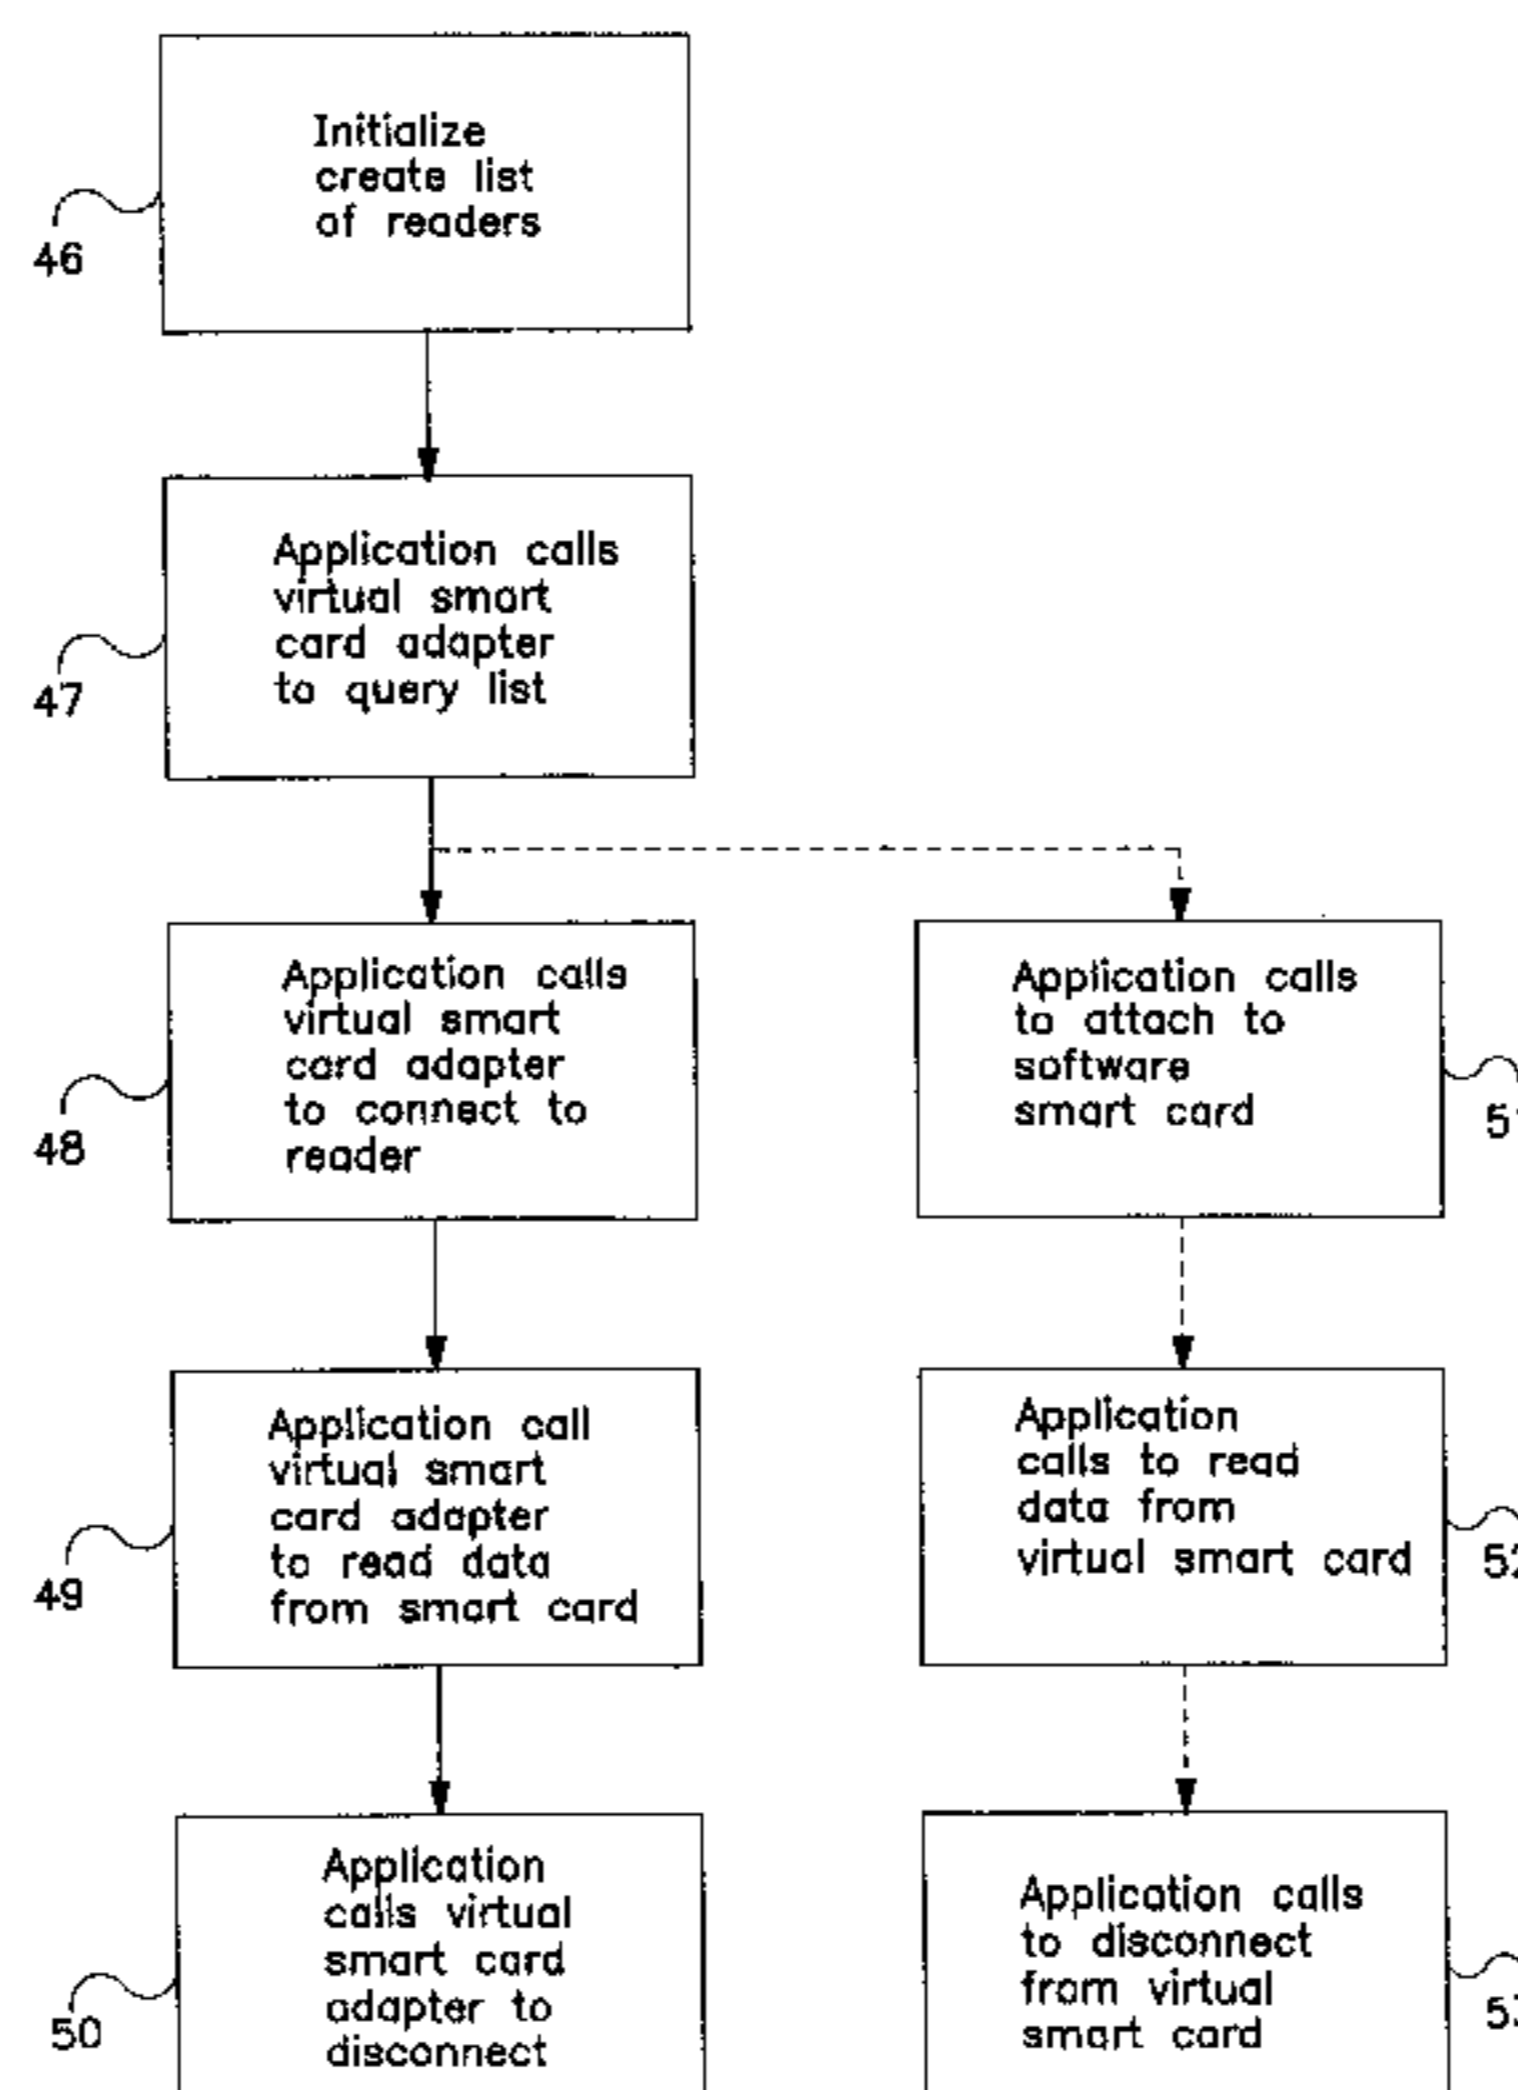 Initialize
create list
of readers
46
Application calls
virtual smart
card adapter
to query list
47
Application calls
virtual smart
card adapter
to connect to
reader
48
Application calls
to attach to
software
smart card
Application call
virtual smart
card adapter
to read data
from smart card
49
Application
calls to read
data from
virtual smart card
Application
calls virtual
smart card
adapter to
disconnect
50
Application calls
to disconnect
from virtual
smart card